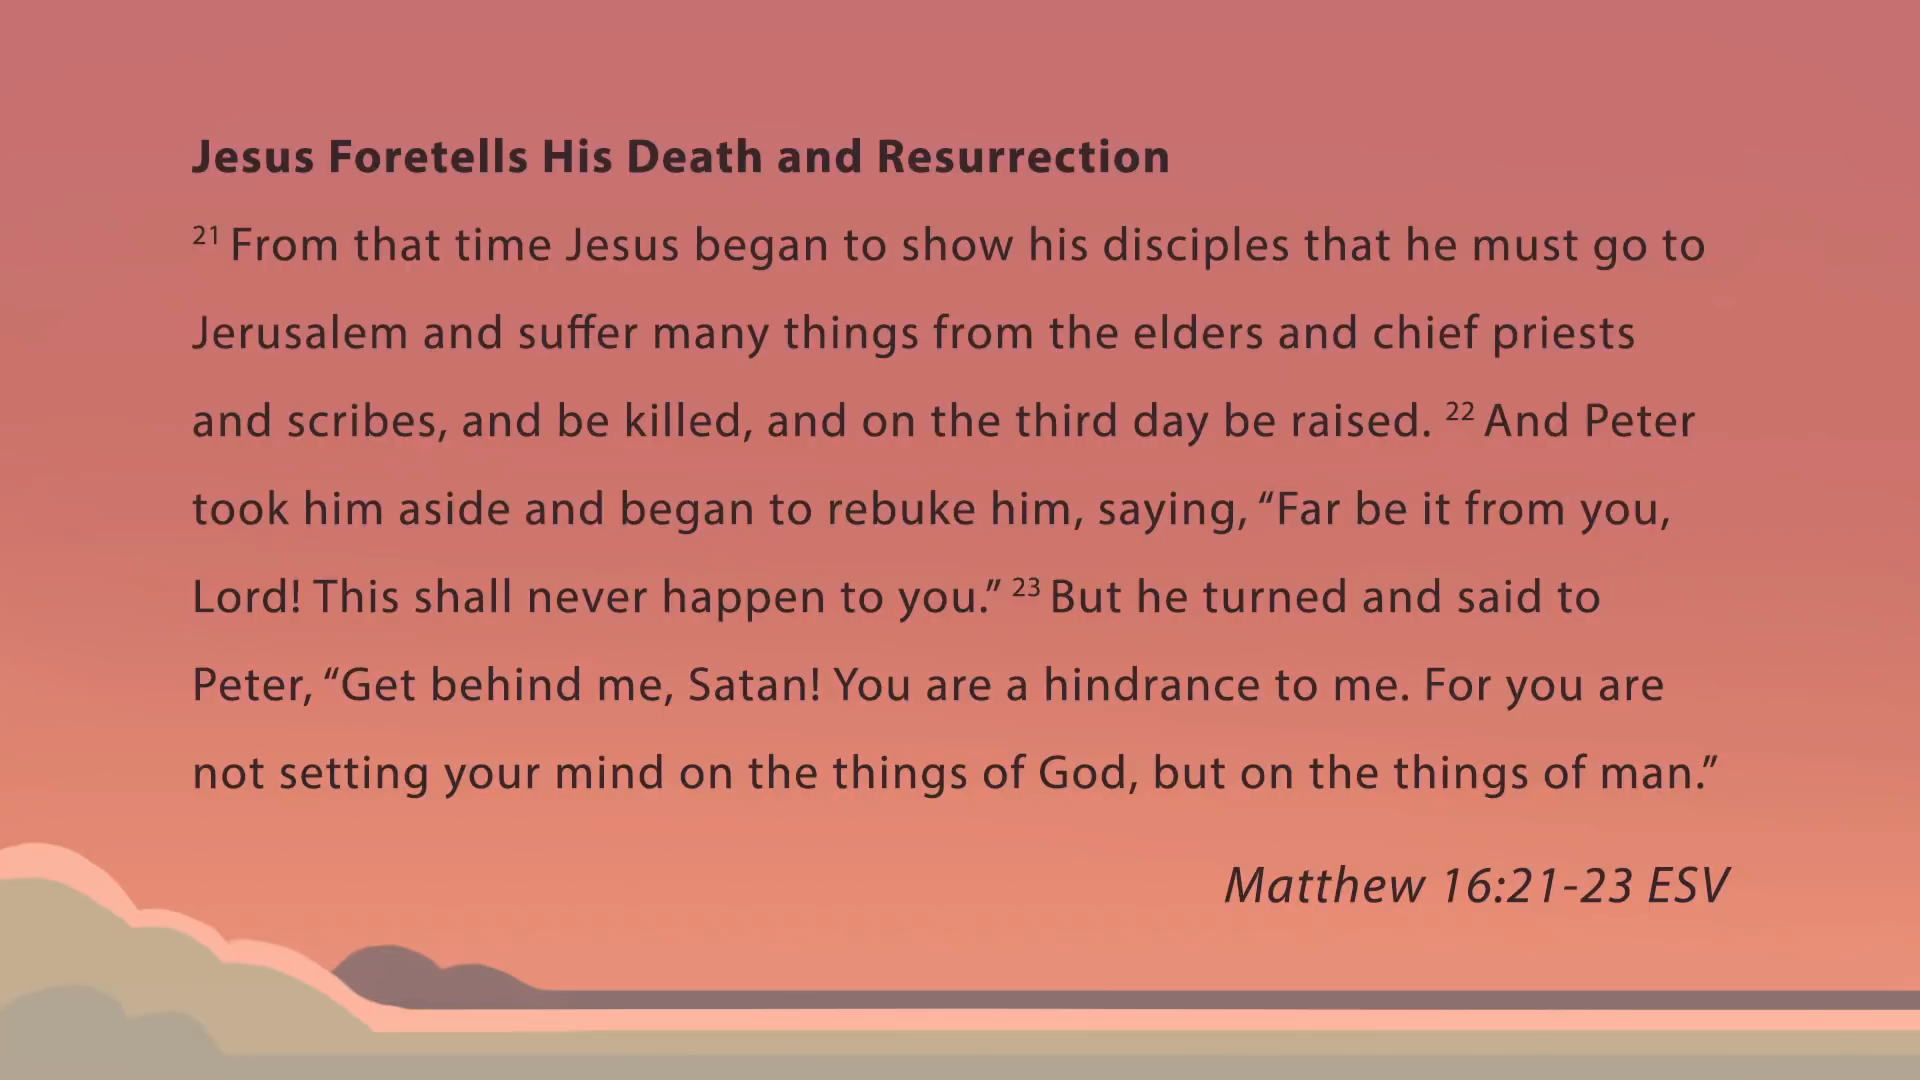 Jesus Foretells His Death and Resurrection
21 From that time Jesus began to show his disciples that he must go to
Jerusalem and suffer many things from the elders and chief priests
and scribes, and be killed, and on the third day be raised. 22 And Peter
took him aside and began to rebuke him, saying, “Far be it from you,
Lord! This shall never happen to you.” 23 But he turned and said to
Peter, “Get behind me, Satan! You are a hindrance to me. For you are
not setting your mind on the things of God, but on the things of man.”
Matthew 16:21-23 ESV